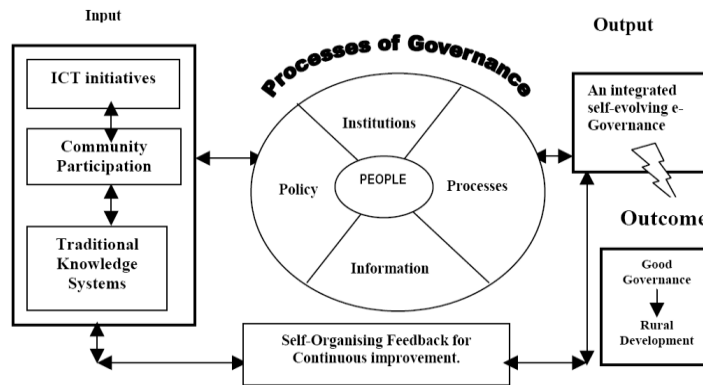 Input
ICT initiatives
Community
Participation
Traditional
Knowledge
Systems
Processes of Governance
Institutions
Policy
PEOPLE
Processes
Information
Self-Organising Feedback for
Continuous improvement.
Output
An integrated
self-evolving e-
Governance
Outcome
Good
Governance
Rural
Development